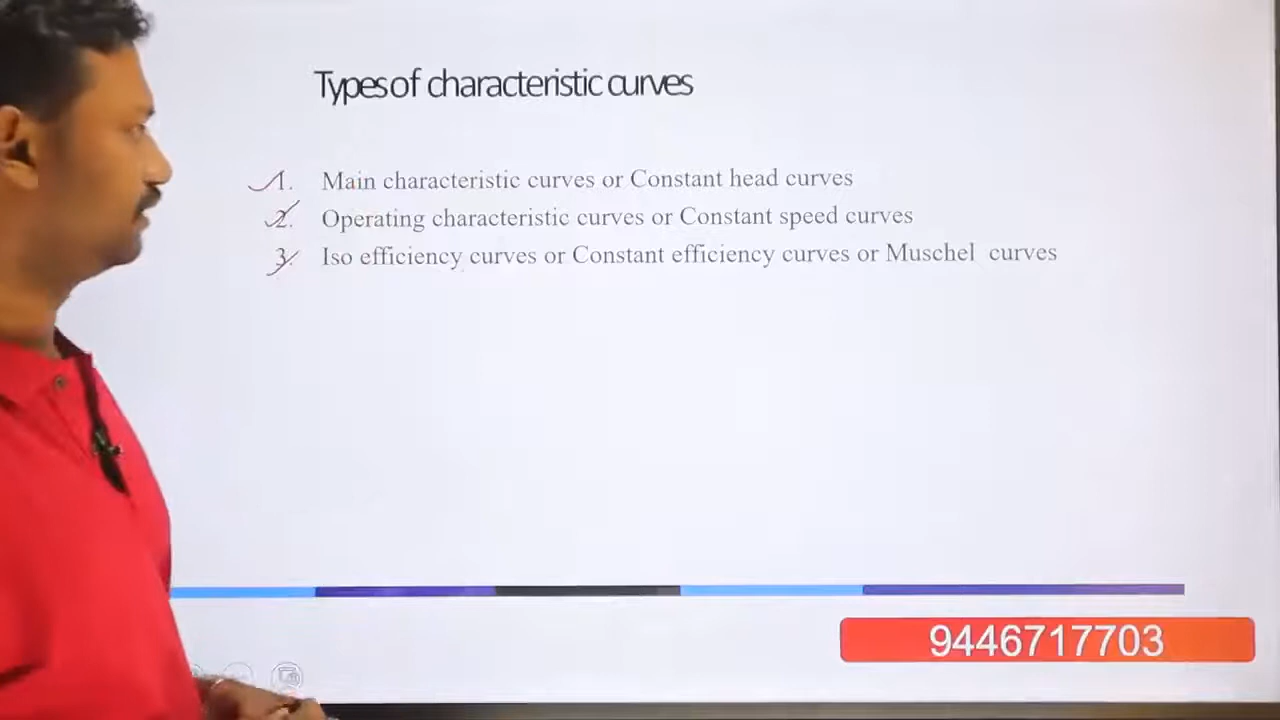 Types of characteristic curves
1. Main characteristic curves or Constant head curves
2. Operating characteristic curves or Constant speed curves
3. Iso efficiency curves or Constant efficiency curves or Muschel curves
9446717703